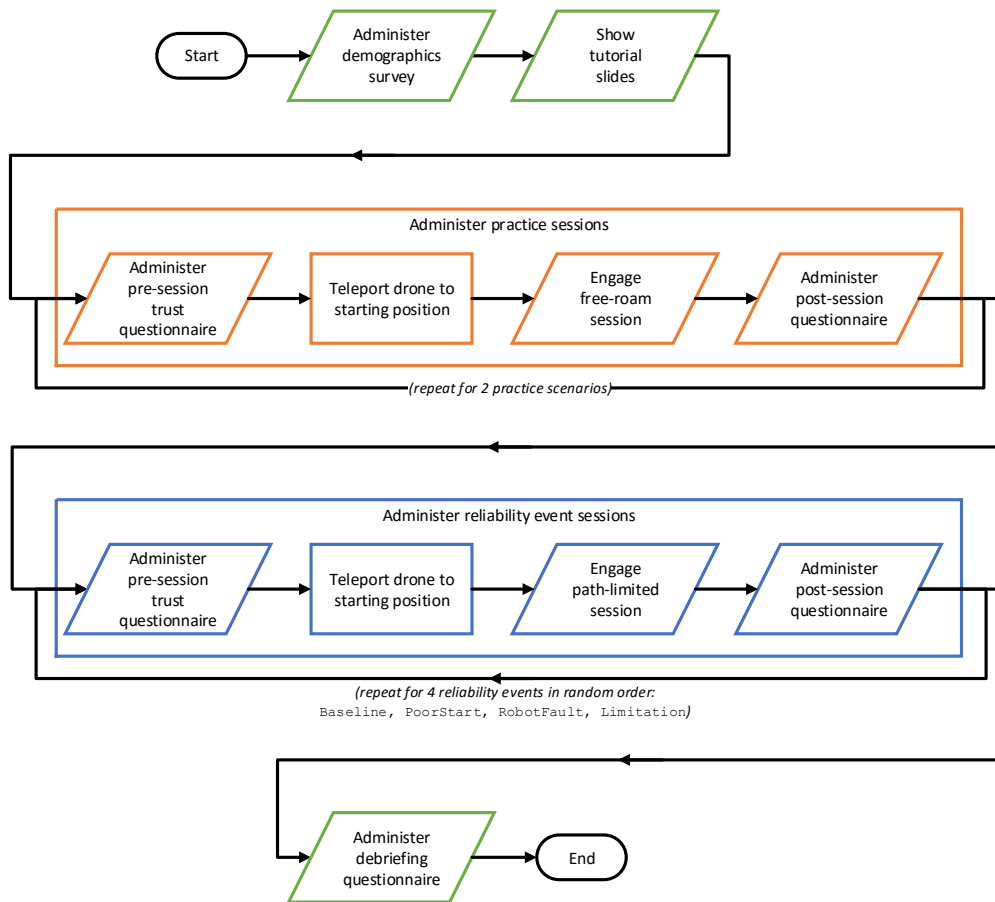 Start
Administer
demographics
survey
Show
tutorial
slides
Administer practice sessions
Administer
pre-session
trust
questionnaire
Teleport drone to
starting position
Engage
free-roam
session
Administer
post-session
questionnaire
(repeat for 2 practice scenarios)
Administer reliability event sessions
Administer
pre-session
trust
questionnaire
Teleport drone to
starting position
Engage
path-limited
session
Administer
post-session
questionnaire
(repeat for 4 reliability events in random order:
Baseline, PoorStart, RobotFault, Limitation)
Administer
debriefing
questionnaire
End